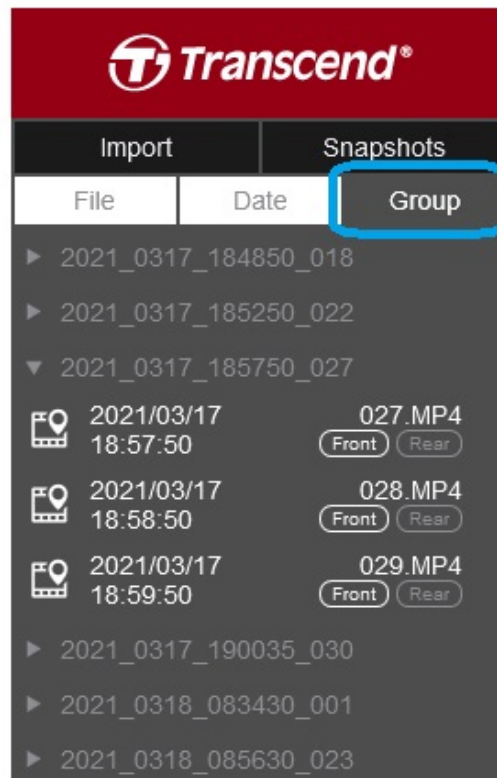 Transcend®
Import Snapshots
File Date Group
2021_0317_184850_018
2021_0317_185250_022
2021_0317_185750_027
2021/03/17 027.MP4
18:57:50 Front Rear
2021/03/17 028.MP4
18:58:50 Front Rear
2021/03/17 029.MP4
18:59:50 Front Rear
2021_0317_190035_030
2021_0318_083430_001
2021_0318_085630_023